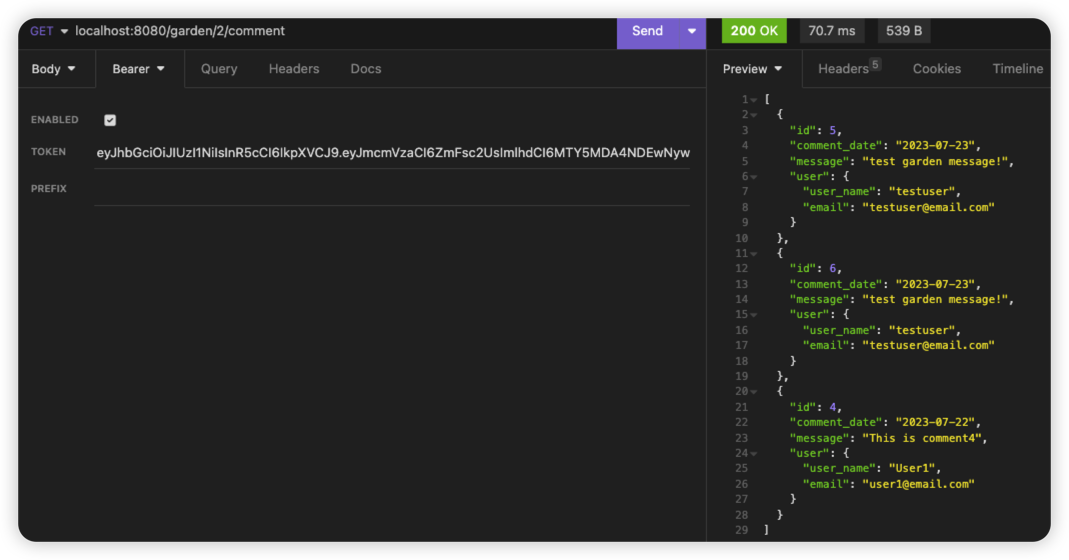 GET localhost:8080/garden/2/comment Send 200 OK 70.7 ms 539 B
Body Bearer Query Headers Docs Preview Headers 5 Cookies Timeline
ENABLED
TOKEN eyJhbGciOiJIUzI1NiIsInR5cCI6IkpXVCJ9.eyJmcmVzaCI6ZmFsc2UsImlhdCI6MTY5MDA4NDEwNyw
PREFIX
1 [
2 {
3 "id": 5,
4 "comment_date": "2023-07-23",
5 "message": "test garden message!",
6 "user": {
7 "user_name": "testuser",
8 "email": "testuser@email.com"
9 }
10 },
11 {
12 "id": 6,
13 "comment_date": "2023-07-23",
14 "message": "test garden message!",
15 "user": {
16 "user_name": "testuser",
17 "email": "testuser@email.com"
18 }
19 },
20 {
21 "id": 4,
22 "comment_date": "2023-07-22",
23 "message": "This is comment4",
24 "user": {
25 "user_name": "User1",
26 "email": "user1@email.com"
27 }
28 }
29 ]